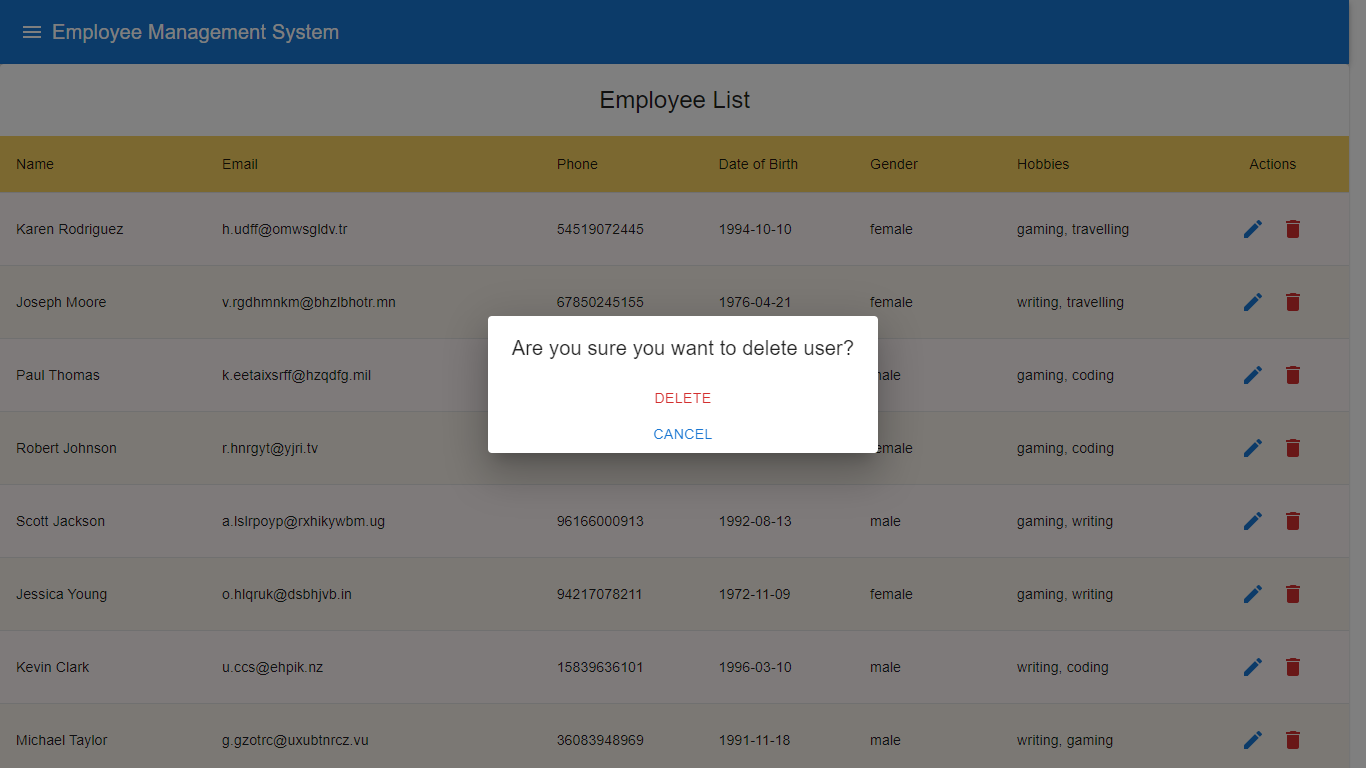 Employee Management System
Employee List
Name Email Phone Date of Birth Gender Hobbies Actions
Karen Rodriguez h.udff@omwsgldv.tr 54519072445 1994-10-10 female gaming, travelling
Joseph Moore v.rgdhmnkm@bhzlbhotr.mn 67850245155 1976-04-21 female writing, travelling
Are you sure you want to delete user?
Paul Thomas k.eetaixsrff@hzqdfg.mil gaming, coding
DELETE
CANCEL
Robert Johnson r.hnrgyt@yjri.tv gaming, coding
Scott Jackson a.lslrpoyp@rxhikywbm.ug 96166000913 1992-08-13 male gaming, writing
Jessica Young o.hlqruk@dsbhjvb.in 94217078211 1972-11-09 female gaming, writing
Kevin Clark u.ccs@ehpik.nz 15839636101 1996-03-10 male writing, coding
Michael Taylor g.gzotrc@uxubtnrcz.vu 36083948969 1991-11-18 male writing, gaming